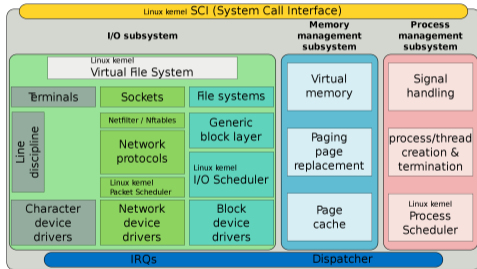 Linux kernel SCI (System Call Interface)
I/O subsystem
Memory
management
subsystem
Process
management
subsystem
Linux kernel
Virtual File System
Terminals
Sockets
File systems
Line
discipline
Netfilter / Nftables
Network
protocols
Linux kernel
Packet Scheduler
Generic
block layer
Linux kernel
I/O Scheduler
Character
device
drivers
Network
device
drivers
Block
device
drivers
Virtual
memory
Paging
page
replacement
Page
cache
Signal
handling
process/thread
creation &
termination
Linux kernel
Process
Scheduler
IRQs
Dispatcher